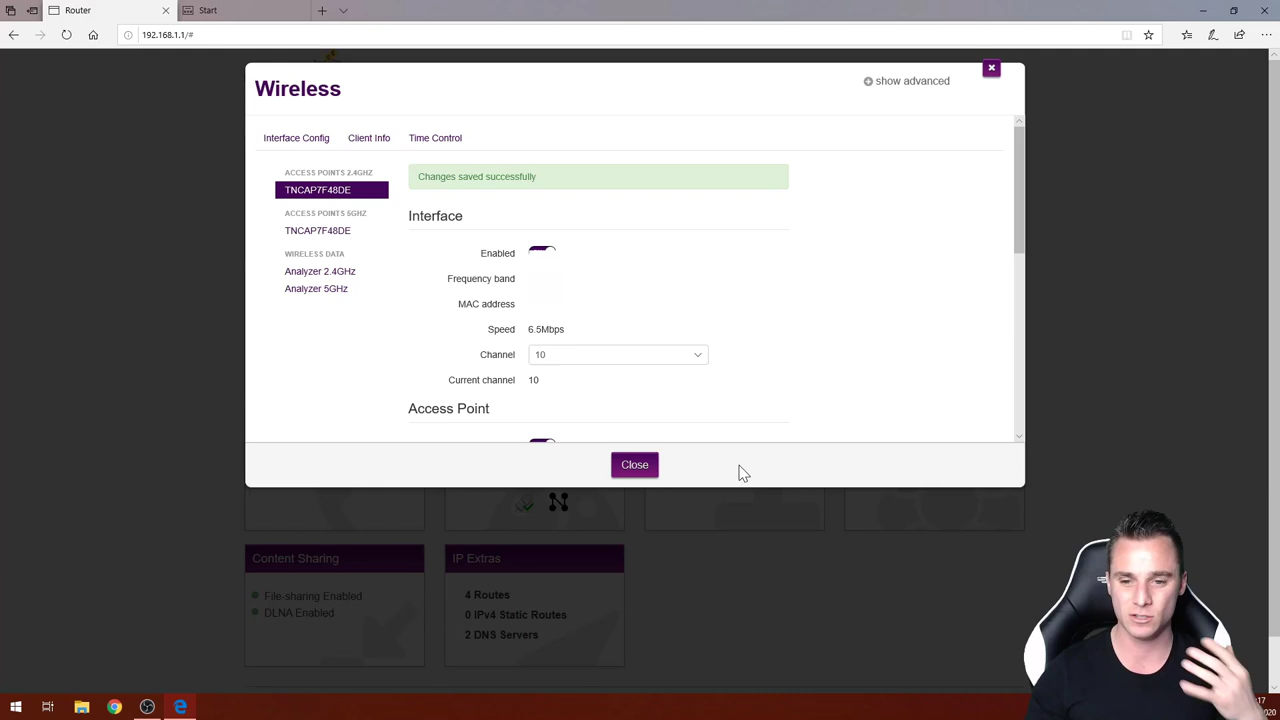 Router
Start
192.168.1.1/#
Wireless
show advanced
Interface Config
Client Info
Time Control
ACCESS POINTS 2.4GHZ
TNCAP7F48DE
ACCESS POINTS 5GHZ
TNCAP7F48DE
WIRELESS DATA
Analyzer 2.4GHz
Analyzer 5GHz
Changes saved successfully
Interface
Enabled
Frequency band
MAC address
Speed 6.5Mbps
Channel 10
Current channel 10
Access Point
Close
Content Sharing
File-sharing Enabled
DLNA Enabled
IP Extras
4 Routes
0 IPv4 Static Routes
2 DNS Servers